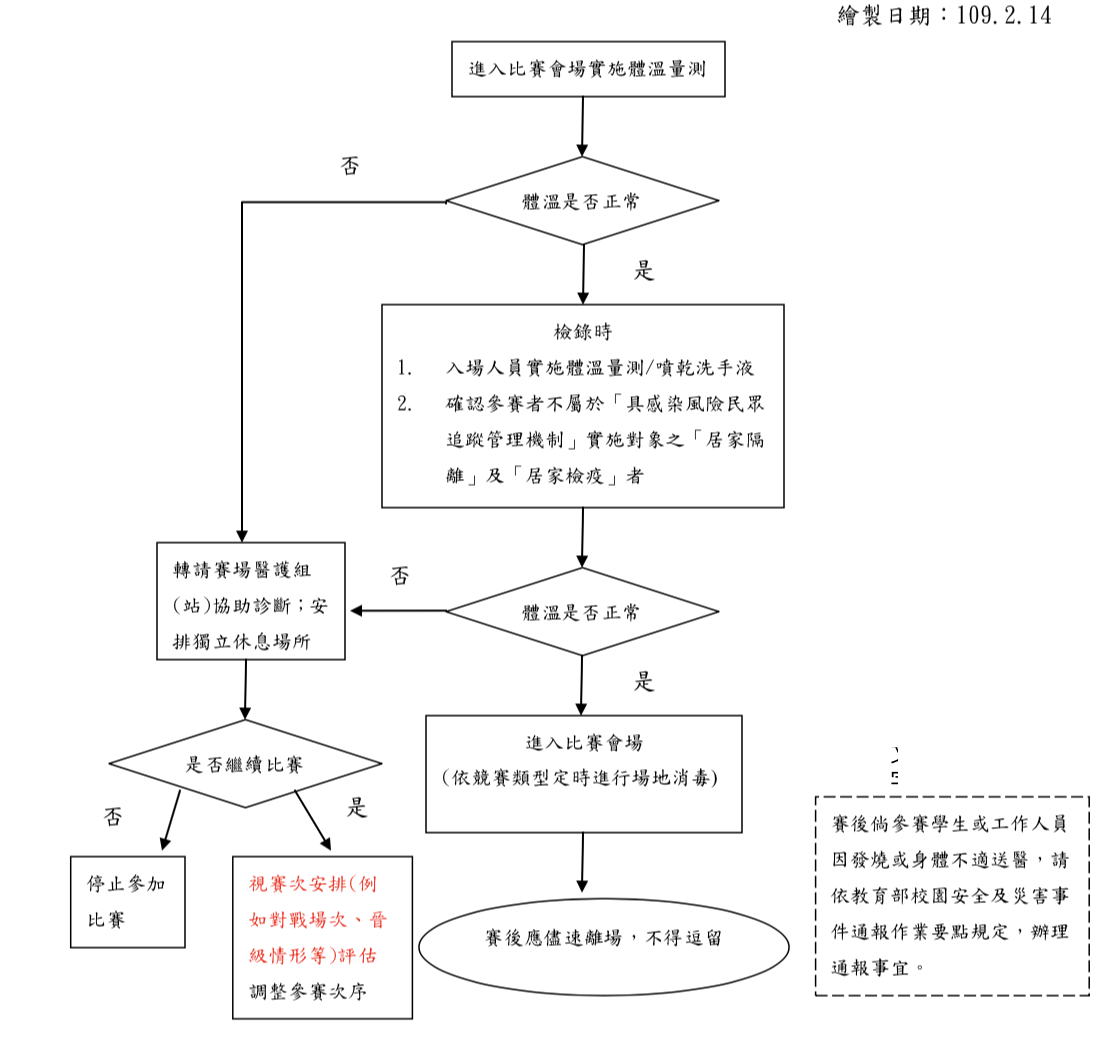 繪製日期：109.2.14
進入比賽會場實施體溫量測
否
體溫是否正常
是
檢錄時
1. 入場人員實施體溫量測/噴乾洗手液
2. 確認參賽者不屬於「具感染風險民眾
追蹤管理機制」實施對象之「居家隔
離」及「居家檢疫」者
轉請賽場醫護組
(站)協助診斷；安
排獨立休息場所
否
體溫是否正常
是
是否繼續比賽
否
是
停止參加
比賽
視賽次安排(例
如對戰場次、晉
級情形等)評估
調整參賽次序
進入比賽會場
(依競賽類型定時進行場地消毒)
賽後應儘速離場，不得逗留
賽後倘參賽學生或工作人員
因發燒或身體不適送醫，請
依教育部校園安全及災害事
件通報作業要點規定，辦理
通報事宜。